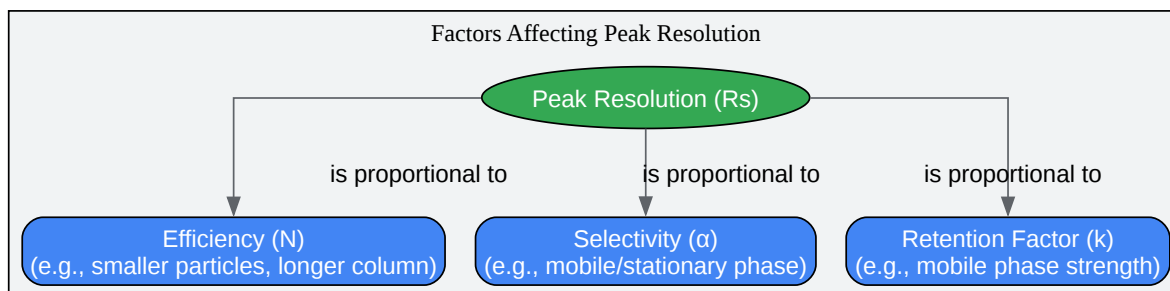 Factors Affecting Peak Resolution
Peak Resolution (Rs)
is proportional to
is proportional to
is proportional to
Efficiency (N)
(e.g., smaller particles, longer column)
Selectivity (α)
(e.g., mobile/stationary phase)
Retention Factor (k)
(e.g., mobile phase strength)